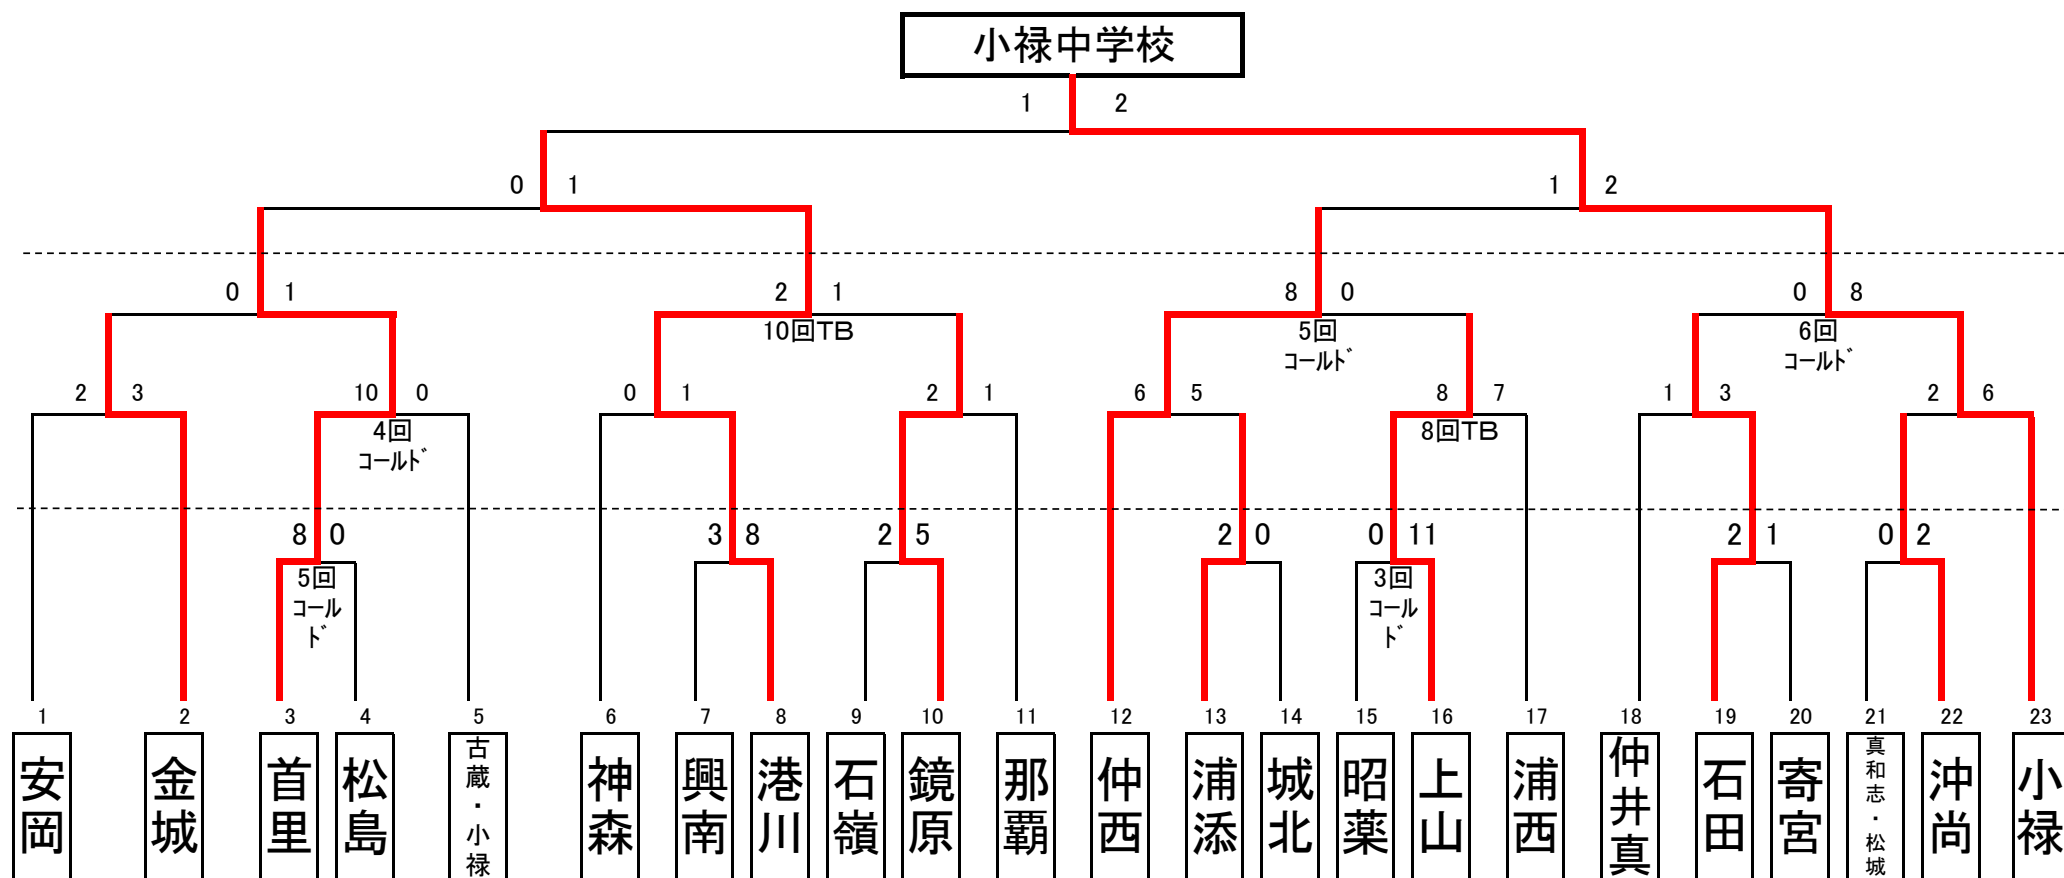 小禄中学校
1 2
0 1 1 2
0 1 2 1 8 0 0 8
10回TB 5回 6回
コールド コールド
2 3 10 0 0 1 2 1 6 5 8 7 1 3 2 6
4回 8回TB
コールド
8 0 3 8 2 5 2 0 0 11 2 1 0 2
5回 3回
コール コール
ド ド
1 2 3 4 5 6 7 8 9 10 11 12 13 14 15 16 17 18 19 20 21 22 23
安岡
金城
首里
松島
古蔵・小禄
神森
興南
港川
石嶺
鏡原
那覇
仲西
浦添
城北
昭薬
上山
浦西
仲井真
石田
寄宮
真和志・松城
沖尚
小禄